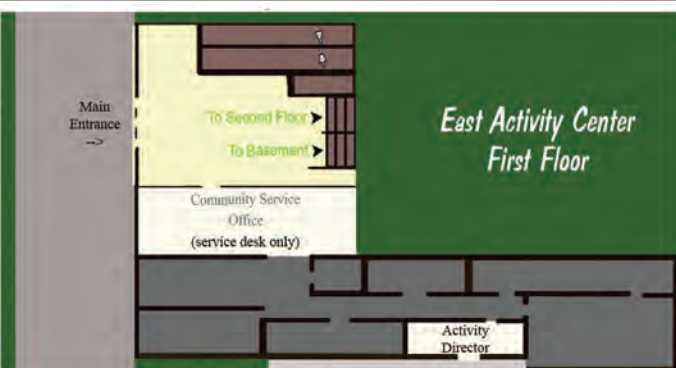 Main
Entrance
-->
To Second Floor
To Basement
East Activity Center
First Floor
Community Service
Office
(service desk only)
Activity
Director